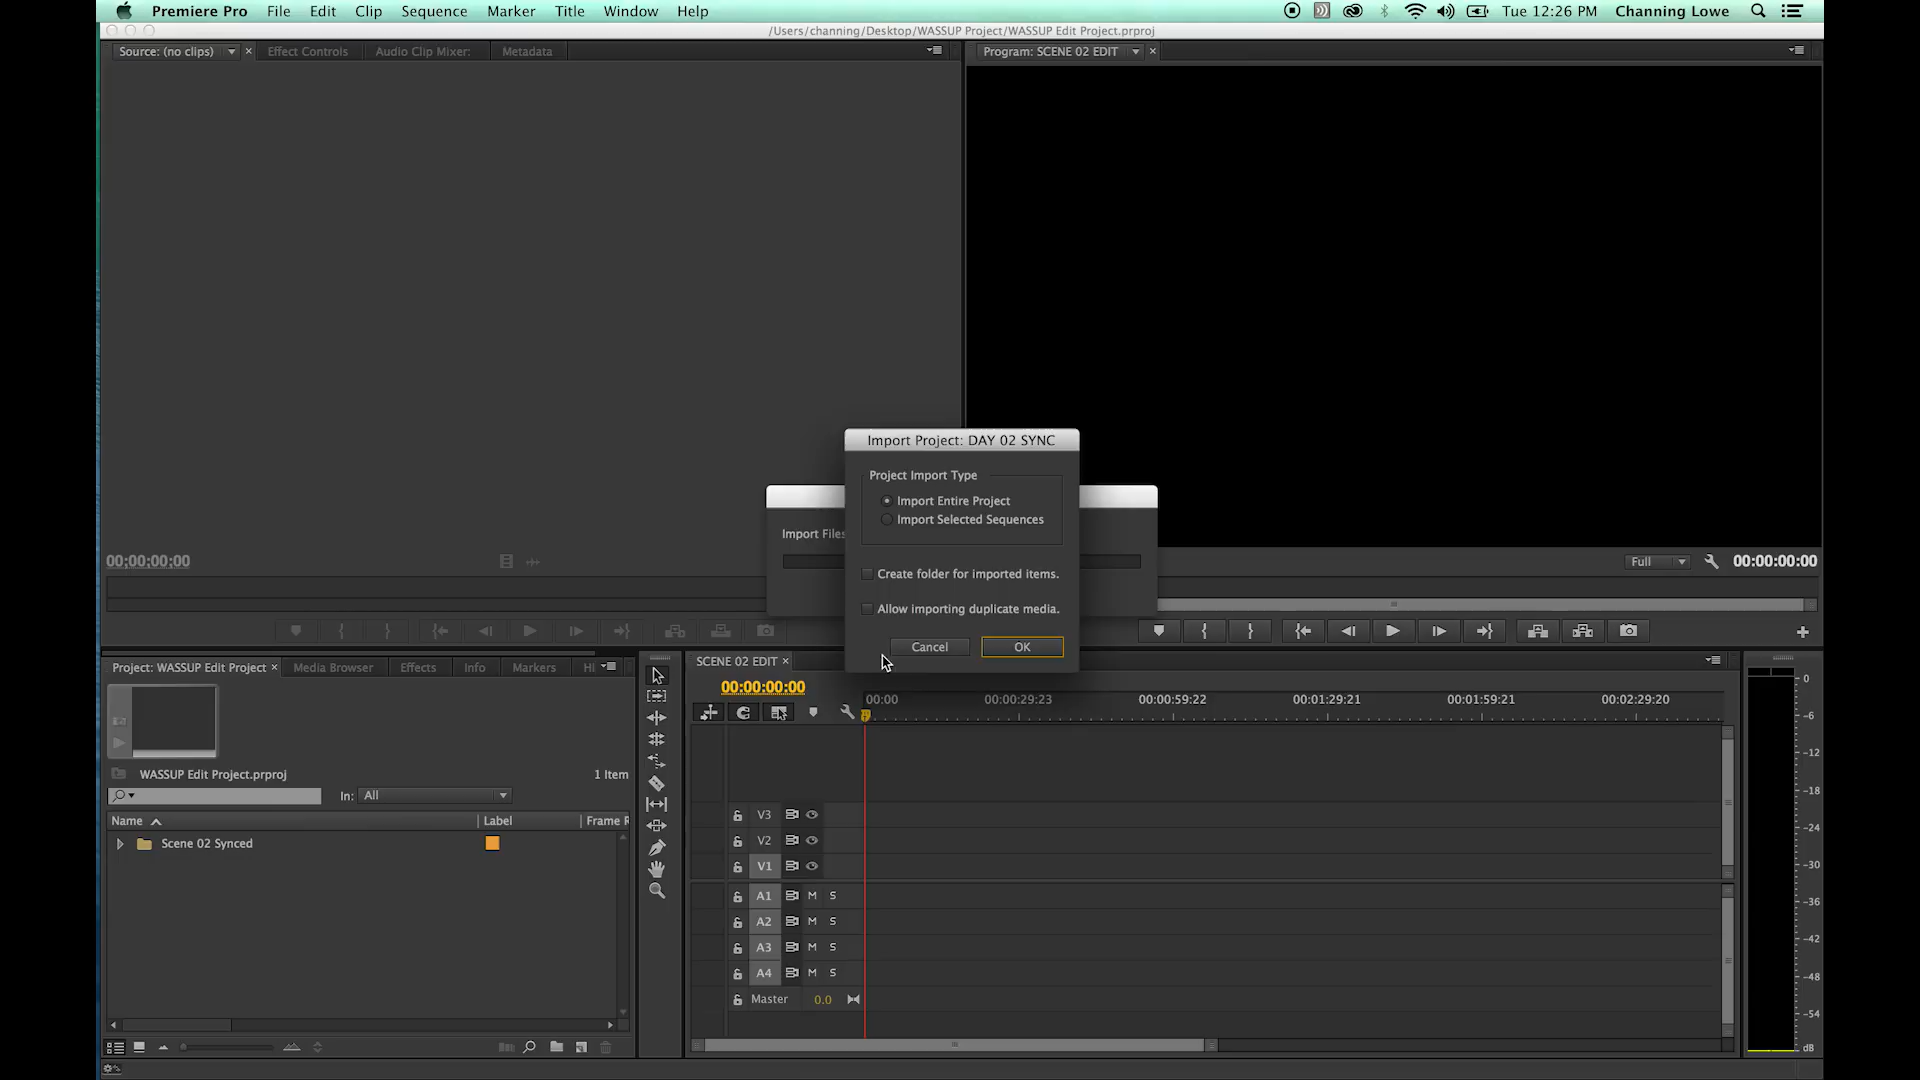 Premiere Pro File Edit Clip Sequence Marker Title Window Help Tue 12:26 PM Channing Lowe
/Users/channing/Desktop/WASSUP Project/WASSUP Edit Project.prproj
Source: (no clips) Effect Controls Audio Clip Mixer: Metadata
Program: SCENE 02 EDIT
Import Project: DAY 02 SYNC
Project Import Type
Import Entire Project
Import Selected Sequences
Import Files
Create folder for imported items.
Allow importing duplicate media.
Cancel OK
00;00;00;00
Full 00:00:00:00
Project: WASSUP Edit Project Media Browser Effects Info Markers Hi
WASSUP Edit Project.prproj 1 Item
In: All
Name Label Frame R
Scene 02 Synced
SCENE 02 EDIT
00:00:00:00
00:00 00:00:29:23 00:00:59:22 00:01:29:21 00:01:59:21 00:02:29:20
V3
V2
V1
A1 M S
A2 M S
A3 M S
A4 M S
Master 0.0
0
-6
-12
-18
-24
-30
-36
-42
-48
-54
dB